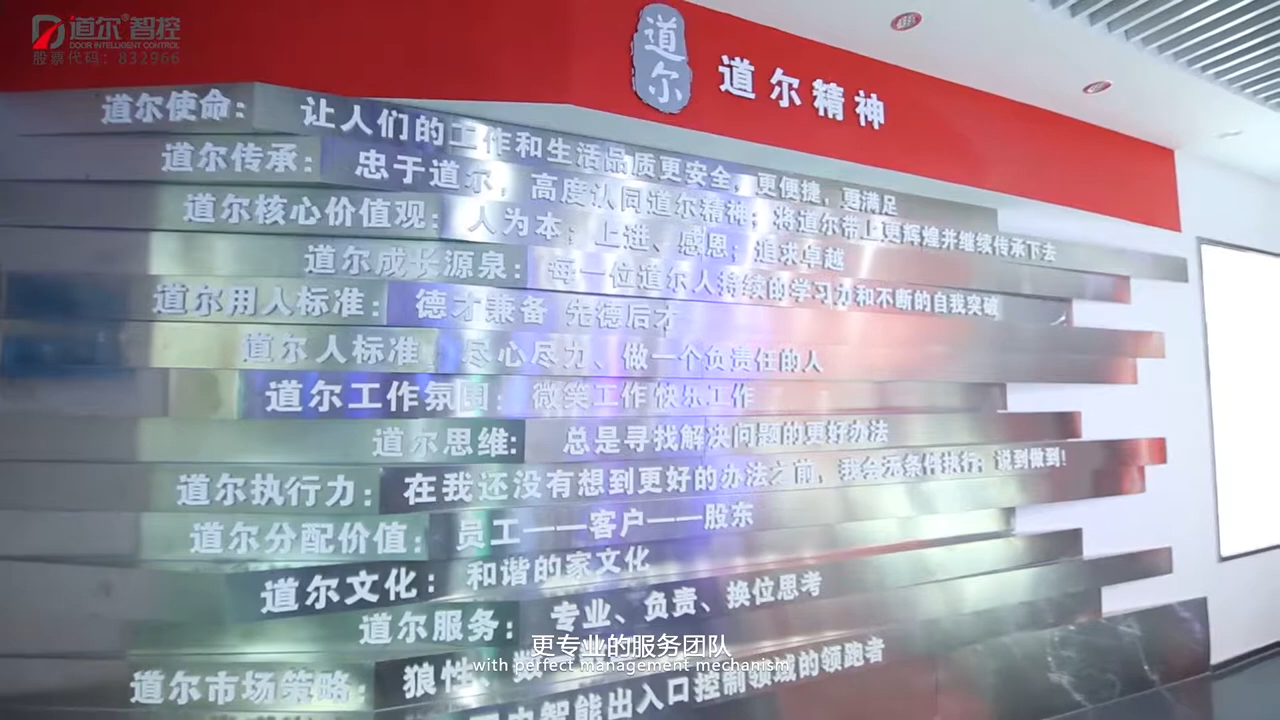 道尔®智控
DOOR INTELLIGENT CONTROL
股票代码：832966
道尔
道尔精神
道尔使命： 让人们的工作和生活品质更安全，更便捷，更满足
道尔传承： 忠于道尔，高度认同道尔精神；将道尔带上更辉煌并继续传承下去
道尔核心价值观： 人为本；上进、感恩；追求卓越
道尔成长源泉： 每一位道尔人持续的学习力和不断的自我突破
道尔用人标准： 德才兼备 先德后才
道尔人标准： 尽心尽力、做一个负责任的人
道尔工作氛围： 微笑工作 快乐工作
道尔思维： 总是寻找解决问题的更好办法
道尔执行力： 在我还没有想到更好的办法之前，我会示条件执行；说到做到！
道尔分配价值： 员工——客户——股东
道尔文化： 和谐的家文化
道尔服务： 专业、负责、换位思考
道尔市场策略： 狼性、数
智能出入口控制领域的领跑者
更专业的服务团队
with perfect management mechanism